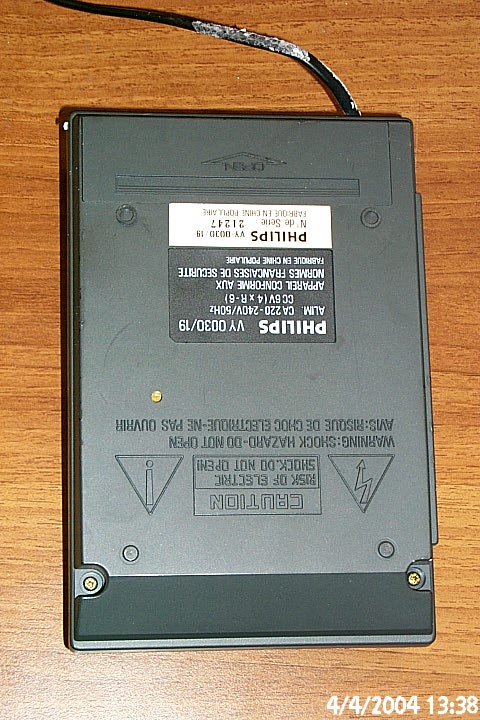 CAUTION
RISK OF ELECTRIC
SHOCK.DO NOT OPEN!
WARNING:SHOCK HAZARD-DO NOT OPEN
AVIS:RISQUE DE CHOC ELECTRIQUE-NE PAS OUVRIR
PHILIPS VY 0030/19
ALIM. CA 220-240V/50Hz
CC 6V (4 x R-6)
APPAREIL CONFORME AUX
NORMES FRANCAISES DE SECURITE
FABRIQUE EN CHINE POPULAIRE
PHILIPS VY 0030/19
21247
N° de Serie:
FABRIQUE EN CHINE POPULAIRE
OPEN
4/4/2004 13:38